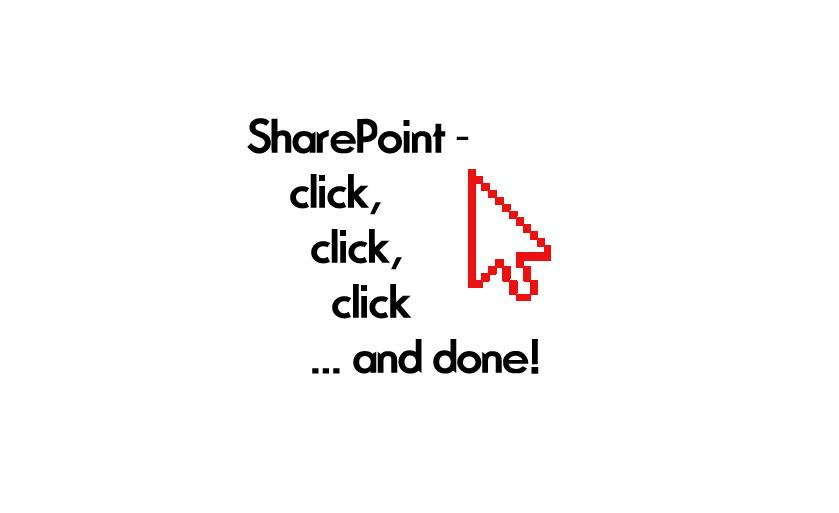 SharePoint -
click,
click,
click
... and done!